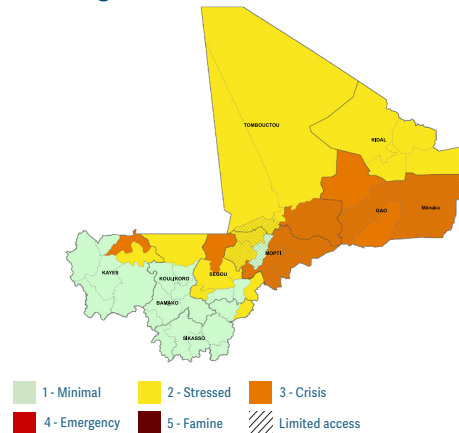 TOMBOUCTOU
KIDAL
GAO
Ménaka
MOPTI
KAYES
KOULIKORO
SEGOU
BAMAKO
SIKASSO
1 - Minimal
2 - Stressed
3 - Crisis
4 - Emergency
5 - Famine
Limited access